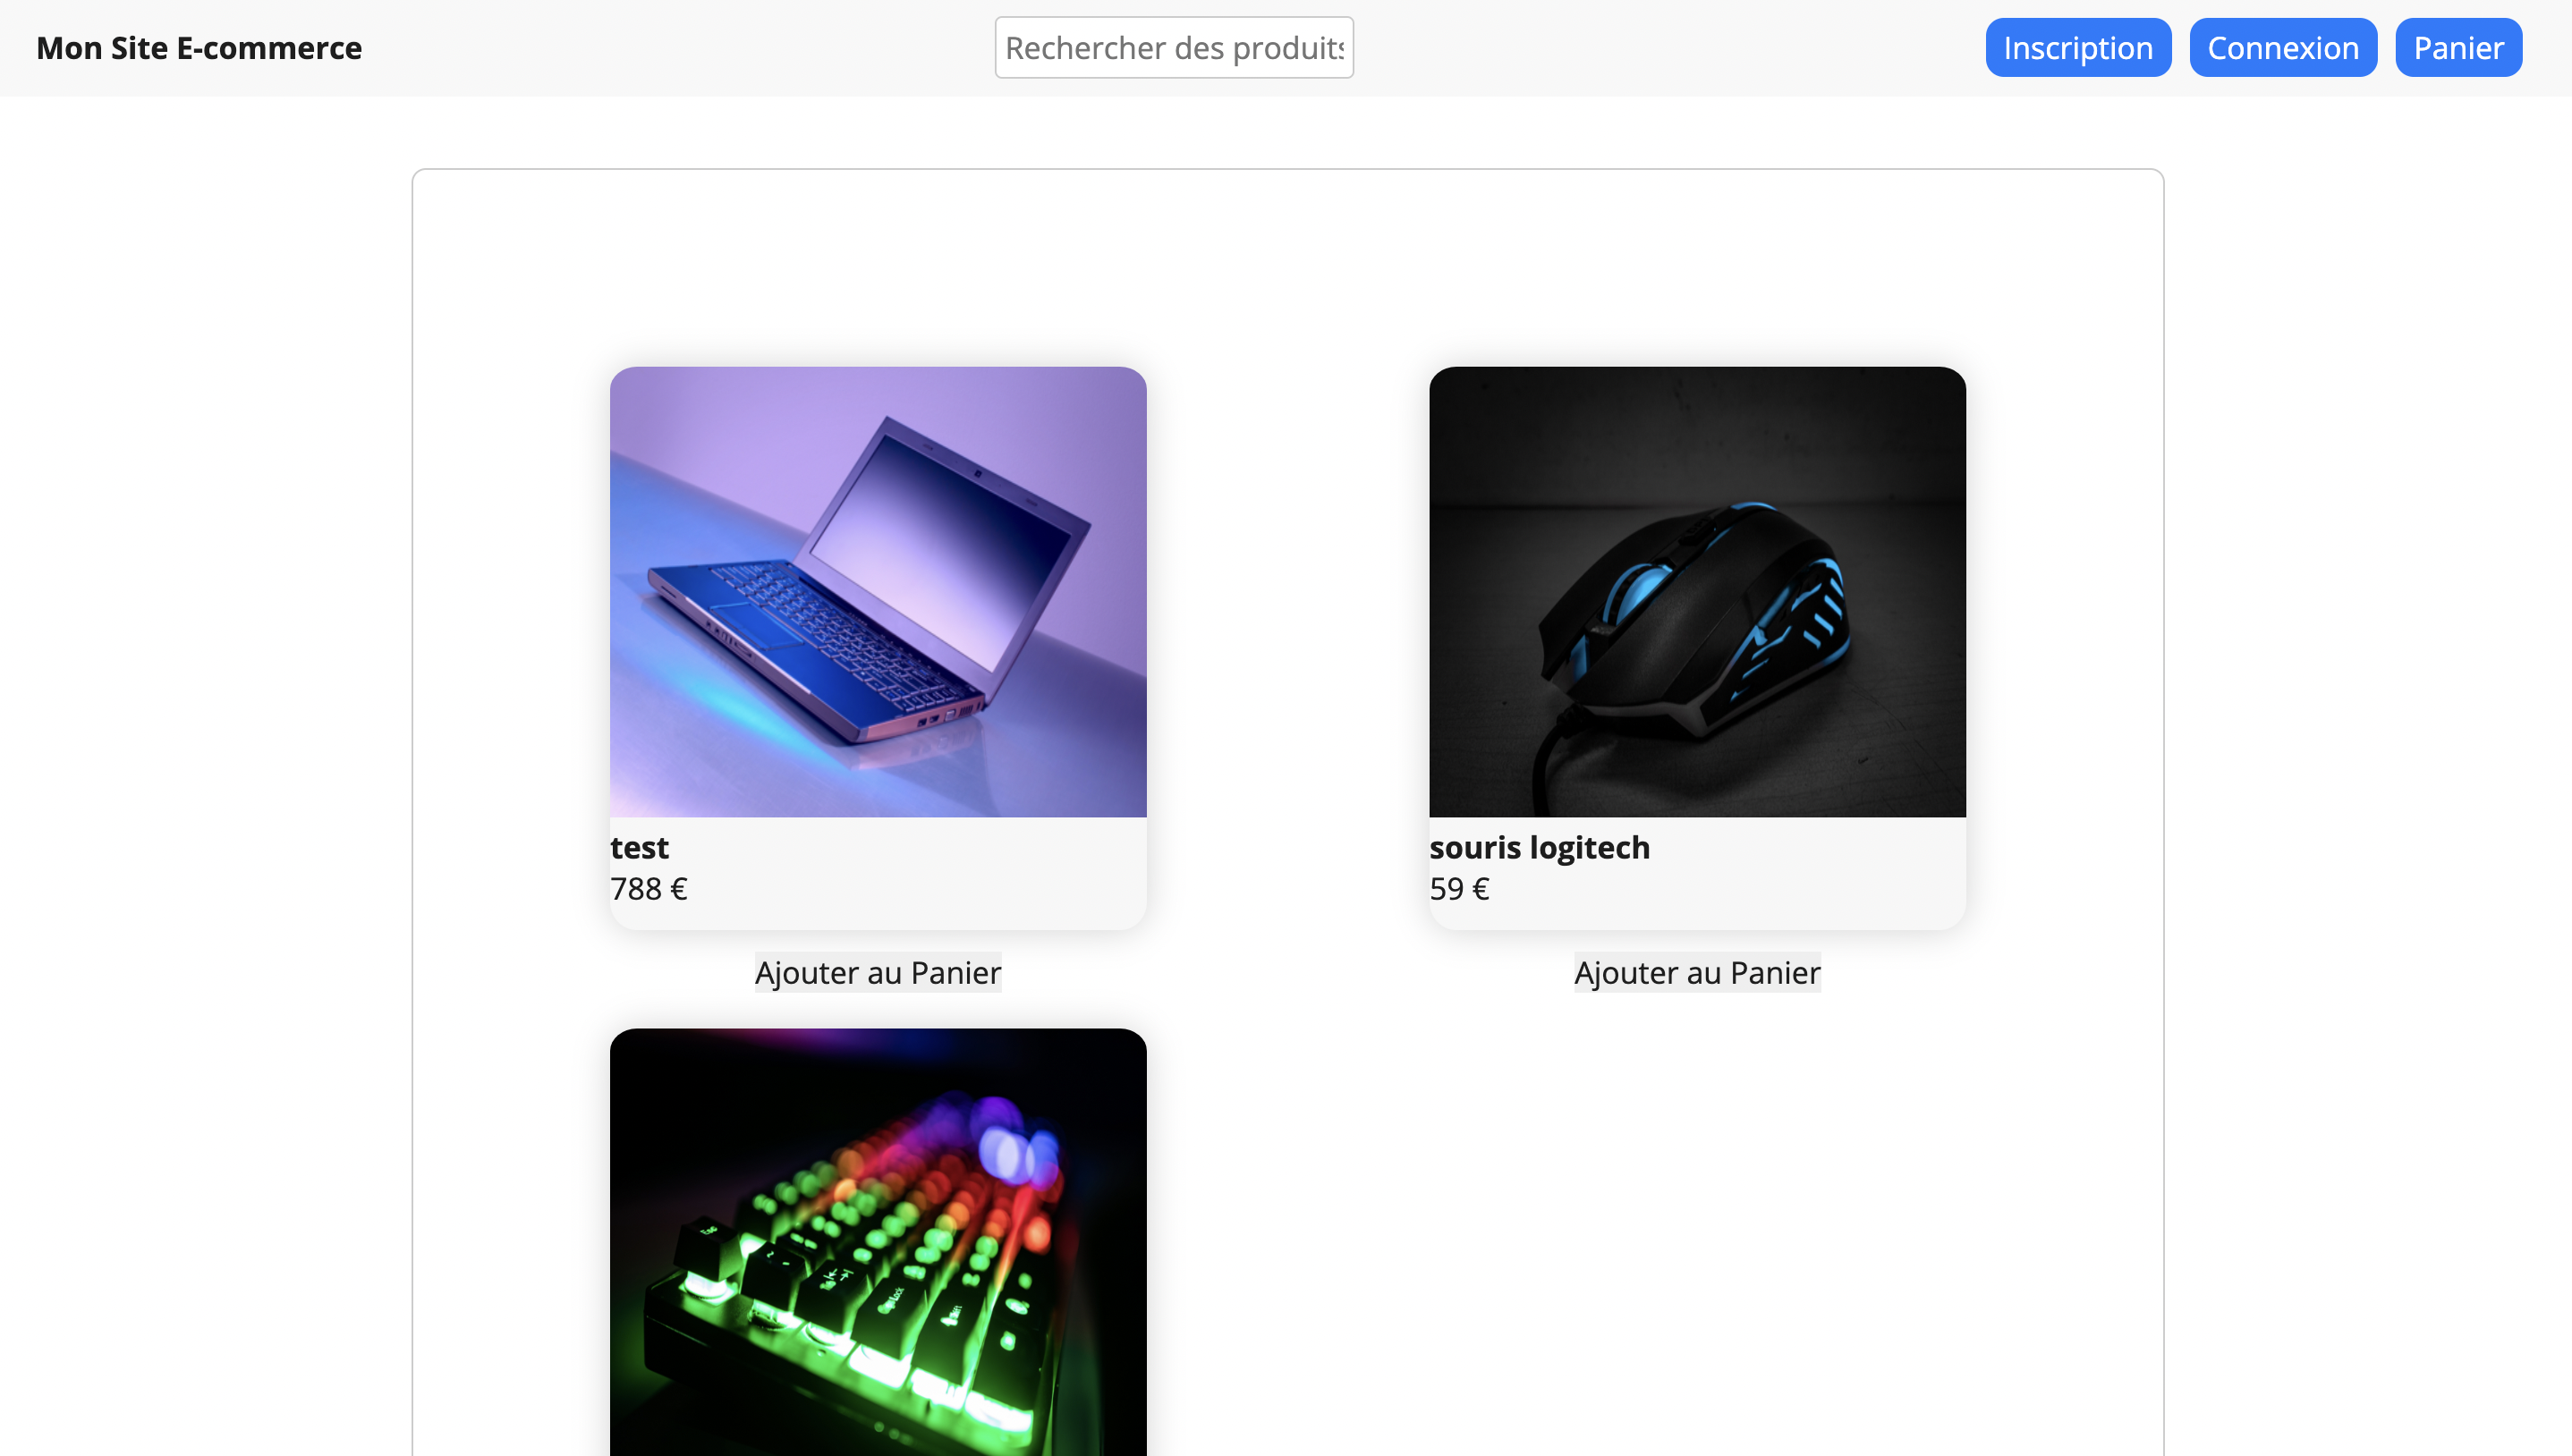 Mon Site E-commerce
Rechercher des produits
Inscription
Connexion
Panier
test
788 €
souris logitech
59 €
Ajouter au Panier
Ajouter au Panier
Esc